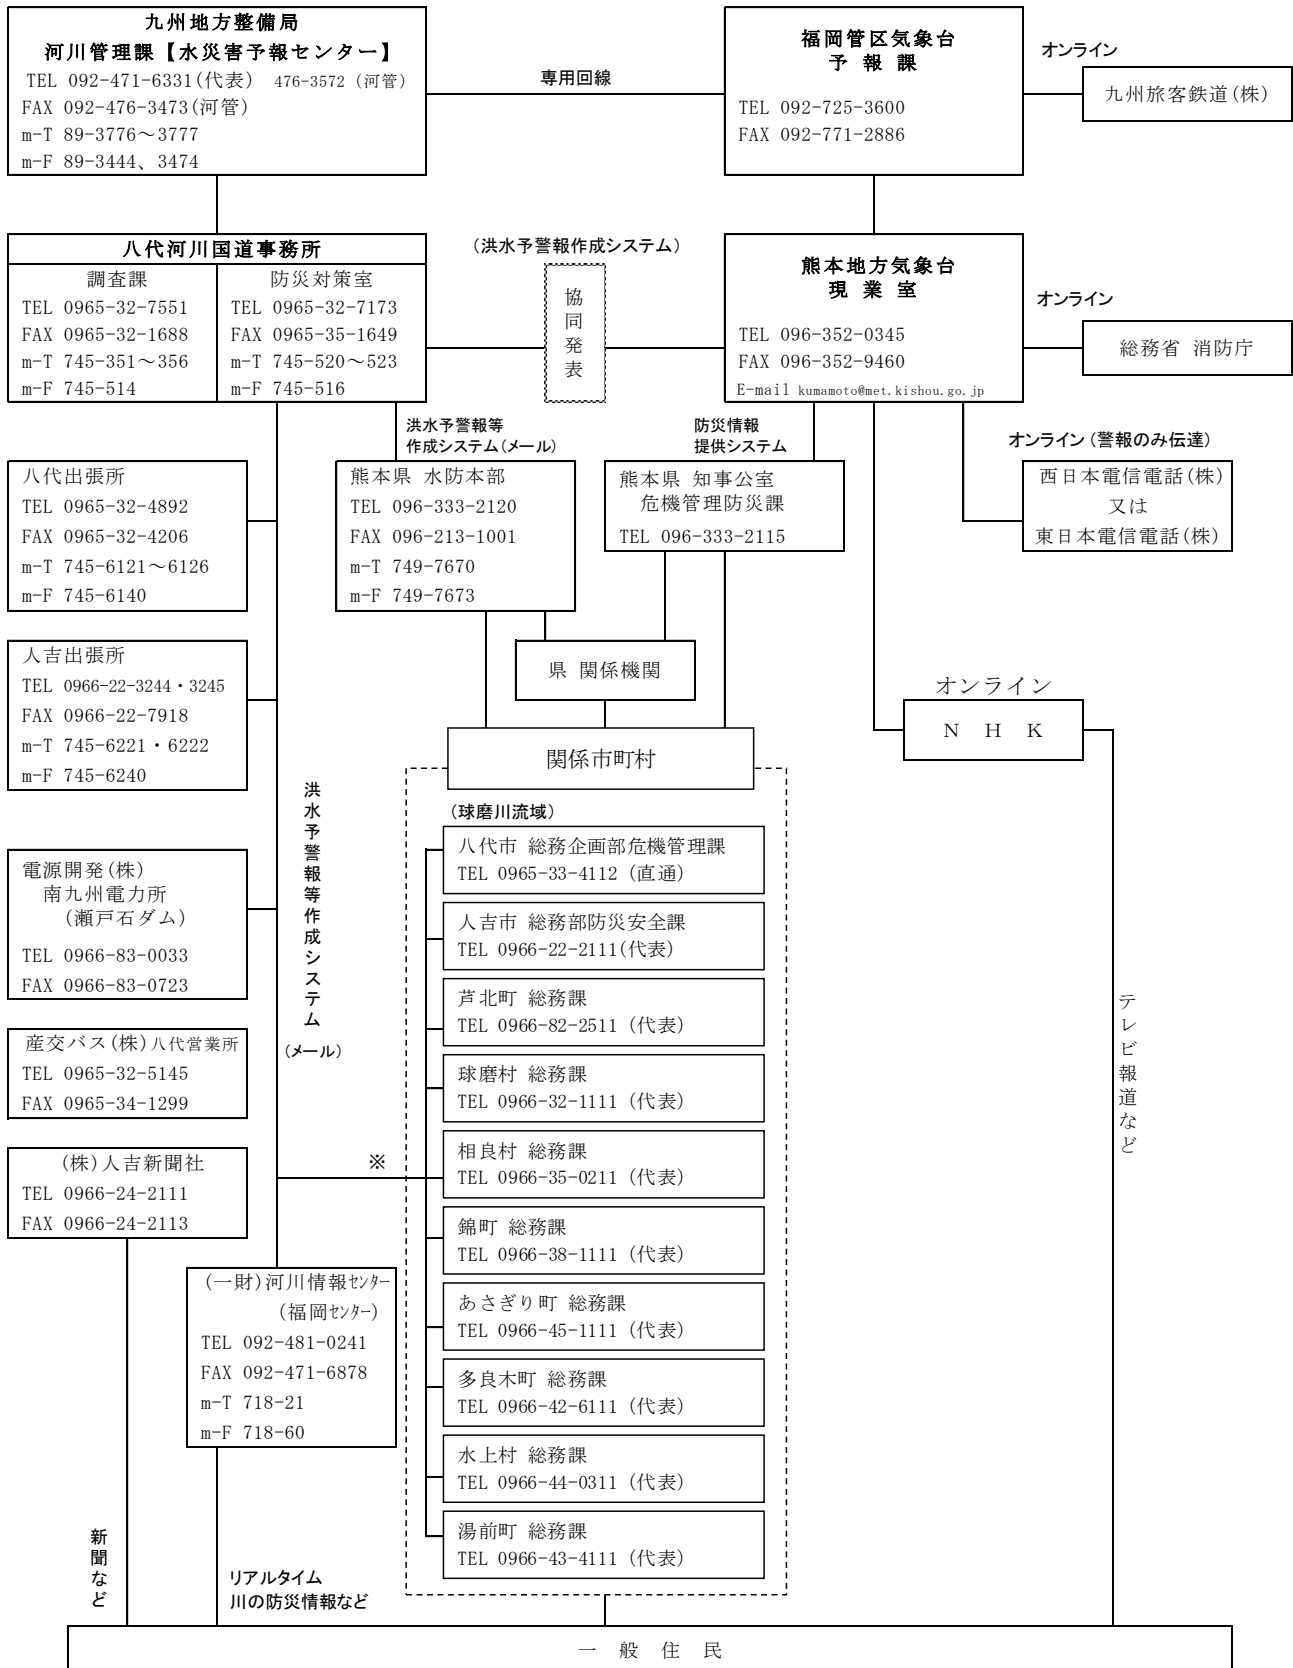 九州地方整備局
河川管理課【水災害予報センター】
TEL 092-471-6331(代表) 476-3572 (河管)
FAX 092-476-3473(河管)
m-T 89-3776～3777
m-F 89-3444、3474
専用回線
福岡管区気象台
予 報 課
TEL 092-725-3600
FAX 092-771-2886
オンライン
九州旅客鉄道(株)
八代河川国道事務所
調査課
TEL 0965-32-7551
FAX 0965-32-1688
m-T 745-351～356
m-F 745-514
防災対策室
TEL 0965-32-7173
FAX 0965-35-1649
m-T 745-520～523
m-F 745-516
(洪水予警報作成システム)
協同発表
熊本地方気象台
現 業 室
TEL 096-352-0345
FAX 096-352-9460
E-mail kumamoto@met.kishou.go.jp
オンライン
総務省 消防庁
洪水予警報等
作成システム(メール)
防災情報
提供システム
オンライン(警報のみ伝達)
西日本電信電話(株)
又は
東日本電信電話(株)
八代出張所
TEL 0965-32-4892
FAX 0965-32-4206
m-T 745-6121～6126
m-F 745-6140
熊本県 水防本部
TEL 096-333-2120
FAX 096-213-1001
m-T 749-7670
m-F 749-7673
熊本県 知事公室
危機管理防災課
TEL 096-333-2115
人吉出張所
TEL 0966-22-3244・3245
FAX 0966-22-7918
m-T 745-6221・6222
m-F 745-6240
県 関係機関
オンライン
N H K
関係市町村
洪水予警報等作成システム
(メール)
電源開発(株)
南九州電力所
(瀬戸石ダム)
TEL 0966-83-0033
FAX 0966-83-0723
産交バス(株)八代営業所
TEL 0965-32-5145
FAX 0965-34-1299
(株)人吉新聞社
TEL 0966-24-2111
FAX 0966-24-2113
※
(一財)河川情報センター
(福岡センター)
TEL 092-481-0241
FAX 092-471-6878
m-T 718-21
m-F 718-60
(球磨川流域)
八代市 総務企画部危機管理課
TEL 0965-33-4112 (直通)
人吉市 総務部防災安全課
TEL 0966-22-2111(代表)
芦北町 総務課
TEL 0966-82-2511 (代表)
球磨村 総務課
TEL 0966-32-1111 (代表)
相良村 総務課
TEL 0966-35-0211 (代表)
錦町 総務課
TEL 0966-38-1111 (代表)
あさぎり町 総務課
TEL 0966-45-1111 (代表)
多良木町 総務課
TEL 0966-42-6111 (代表)
水上村 総務課
TEL 0966-44-0311 (代表)
湯前町 総務課
TEL 0966-43-4111 (代表)
テレビ報道など
新聞など
リアルタイム
川の防災情報など
一 般 住 民